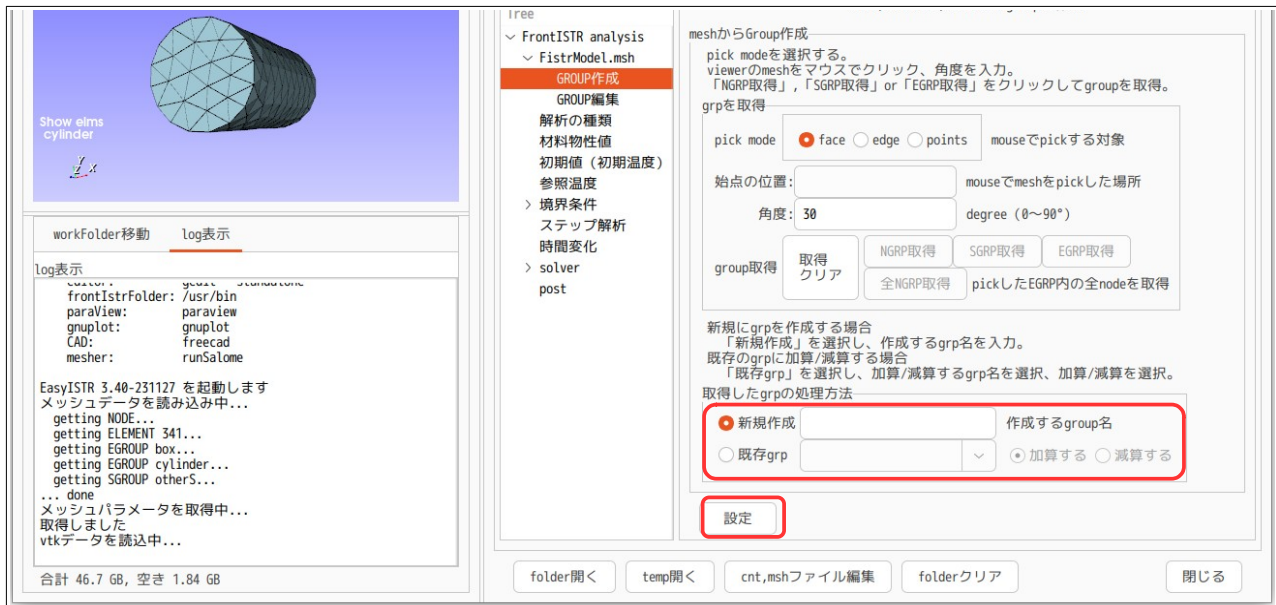 Show elms
cylinder
Y
Z X
workFolder移動 log表示
log表示
frontIstrFolder: /usr/bin
paraView: paraview
gnuplot: gnuplot
CAD: freecad
mesher: runSalome
EasyISTR 3.40-231127 を起動します
メッシュデータを読み込み中...
getting NODE...
getting ELEMENT 341...
getting EGROUP box...
getting EGROUP cylinder...
getting SGROUP otherS...
... done
メッシュパラメータを取得中...
取得しました
vtkデータを読込中...
合計 46.7 GB, 空き 1.84 GB
Tree
FrontISTR analysis
FistrModel.msh
GROUP作成
GROUP編集
解析の種類
材料物性値
初期値（初期温度）
参照温度
境界条件
ステップ解析
時間変化
solver
post
meshからGroup作成
pick modeを選択する。
viewerのmeshをマウスでクリック、角度を入力。
「NGRP取得」,「SGRP取得」or「EGRP取得」をクリックしてgroupを取得。
grpを取得
pick mode face edge points mouseでpickする対象
始点の位置: mouseでmeshをpickした場所
角度: 30 degree (0～90°)
group取得 取得クリア NGRP取得 SGRP取得 EGRP取得
全NGRP取得 pickしたEGRP内の全nodeを取得
新規にgrpを作成する場合
「新規作成」を選択し、作成するgrp名を入力。
既存のgrpに加算/減算する場合
「既存grp」を選択し、加算/減算するgrp名を選択、加算/減算を選択。
取得したgrpの処理方法
新規作成 作成するgroup名
既存grp 加算する 減算する
設定
folder開く temp開く cnt,mshファイル編集 folderクリア 閉じる